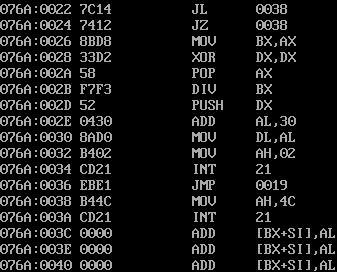 076A:0022 7C14 JL 0038
076A:0024 7412 JZ 0038
076A:0026 8BD8 MOV BX,AX
076A:0028 33D2 XOR DX,DX
076A:002A 58 POP AX
076A:002B F7F3 DIV BX
076A:002D 52 PUSH DX
076A:002E 0430 ADD AL,30
076A:0030 8AD0 MOV DL,AL
076A:0032 B402 MOV AH,02
076A:0034 CD21 INT 21
076A:0036 EBE1 JMP 0019
076A:0038 B44C MOV AH,4C
076A:003A CD21 INT 21
076A:003C 0000 ADD [BX+SI],AL
076A:003E 0000 ADD [BX+SI],AL
076A:0040 0000 ADD [BX+SI],AL